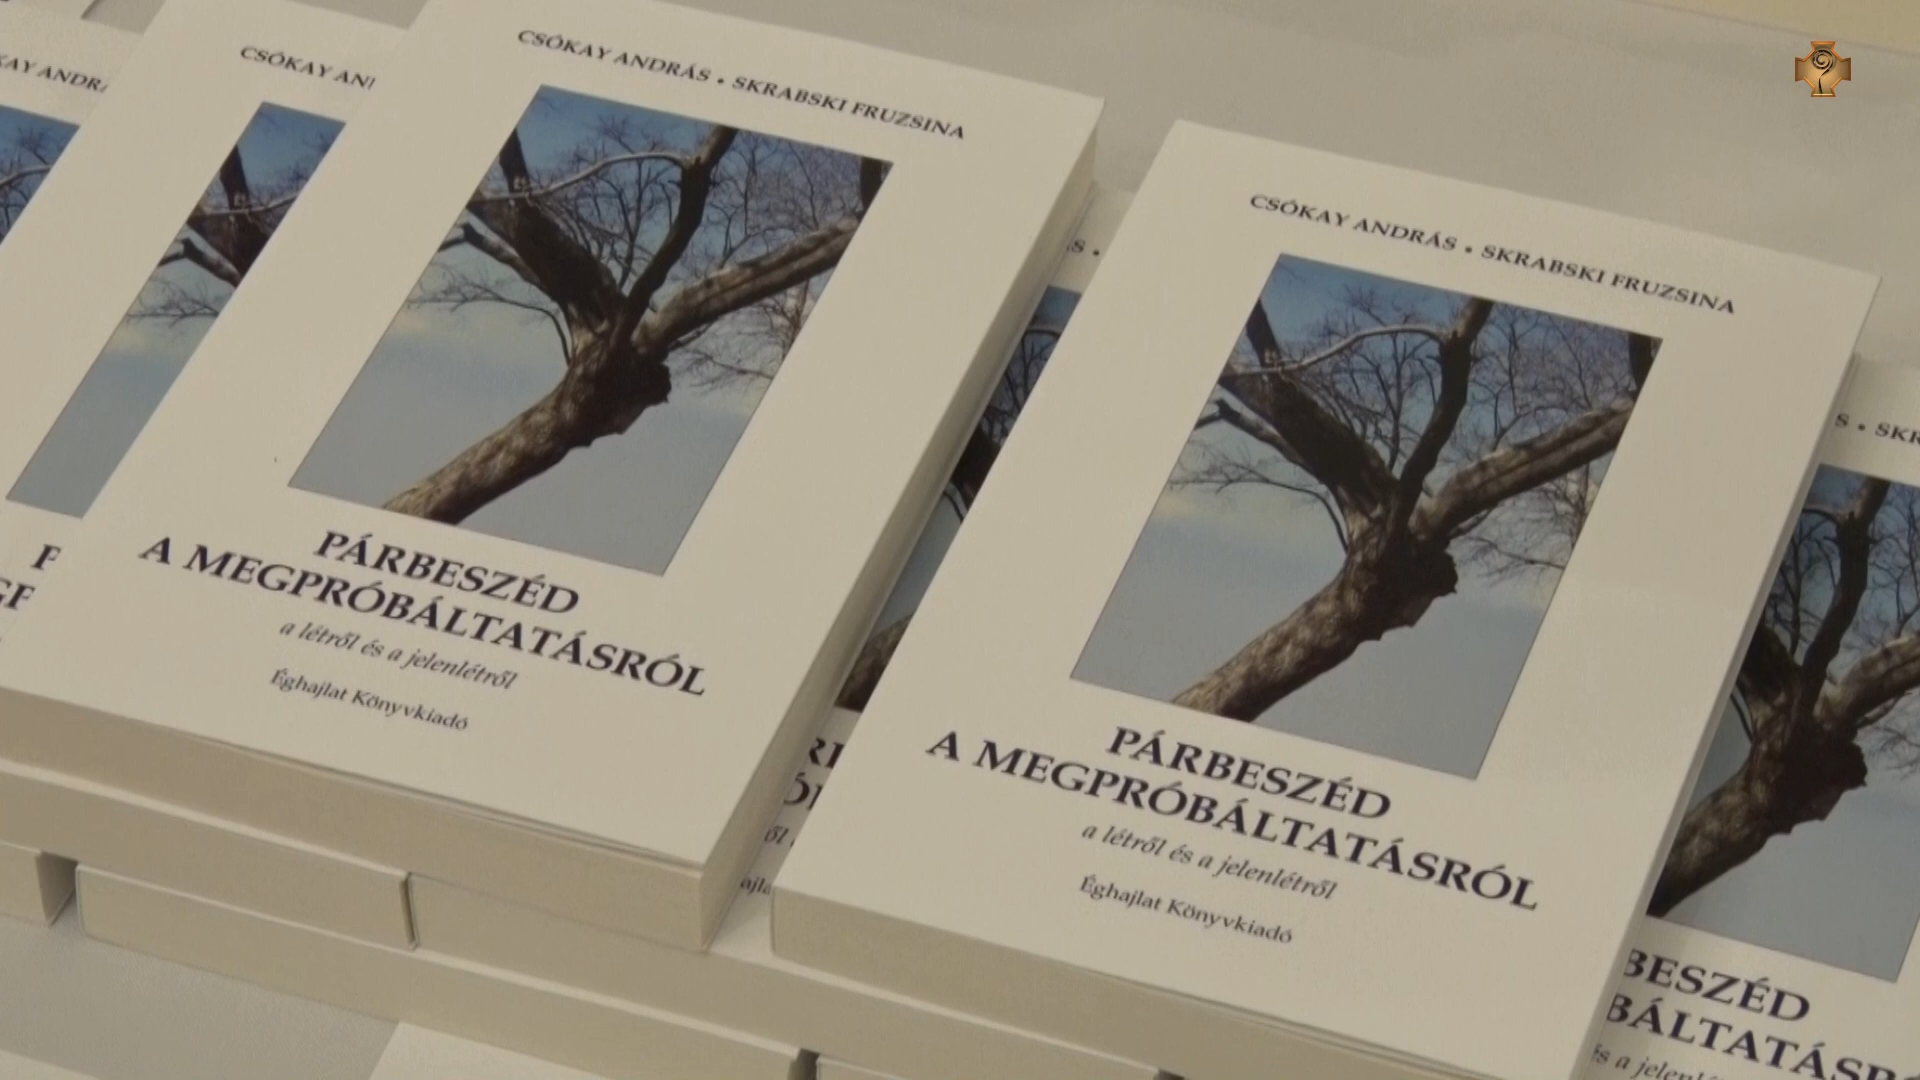 CSÓKAY ANDRÁS • SKRABSKI FRUZSINA
PÁRBESZÉD
A MEGPRÓBÁLTATÁSRÓL
a létről és a jelenlétről
Éghajlat Könyvkiadó
CSÓKAY ANDRÁS • SKRABSKI FRUZSINA
PÁRBESZÉD
A MEGPRÓBÁLTATÁSRÓL
a létről és a jelenlétről
Éghajlat Könyvkiadó
CSÓKAY